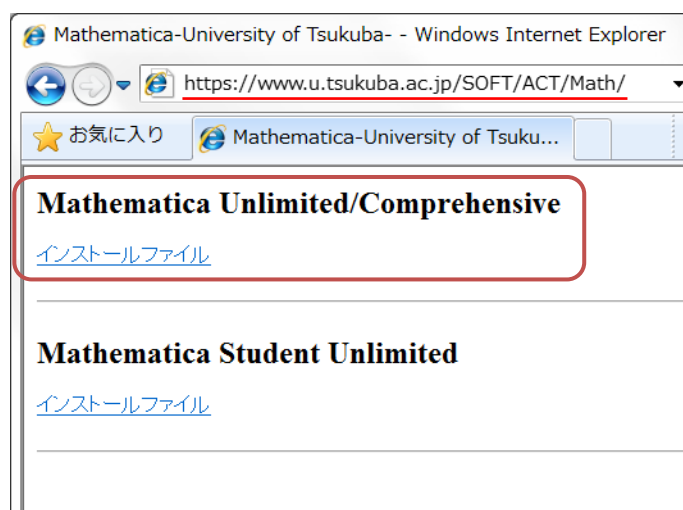 Mathematica-University of Tsukuba- - Windows Internet Explorer
https://www.u.tsukuba.ac.jp/SOFT/ACT/Math/
お気に入り
Mathematica-University of Tsuku...
Mathematica Unlimited/Comprehensive
インストールファイル
Mathematica Student Unlimited
インストールファイル